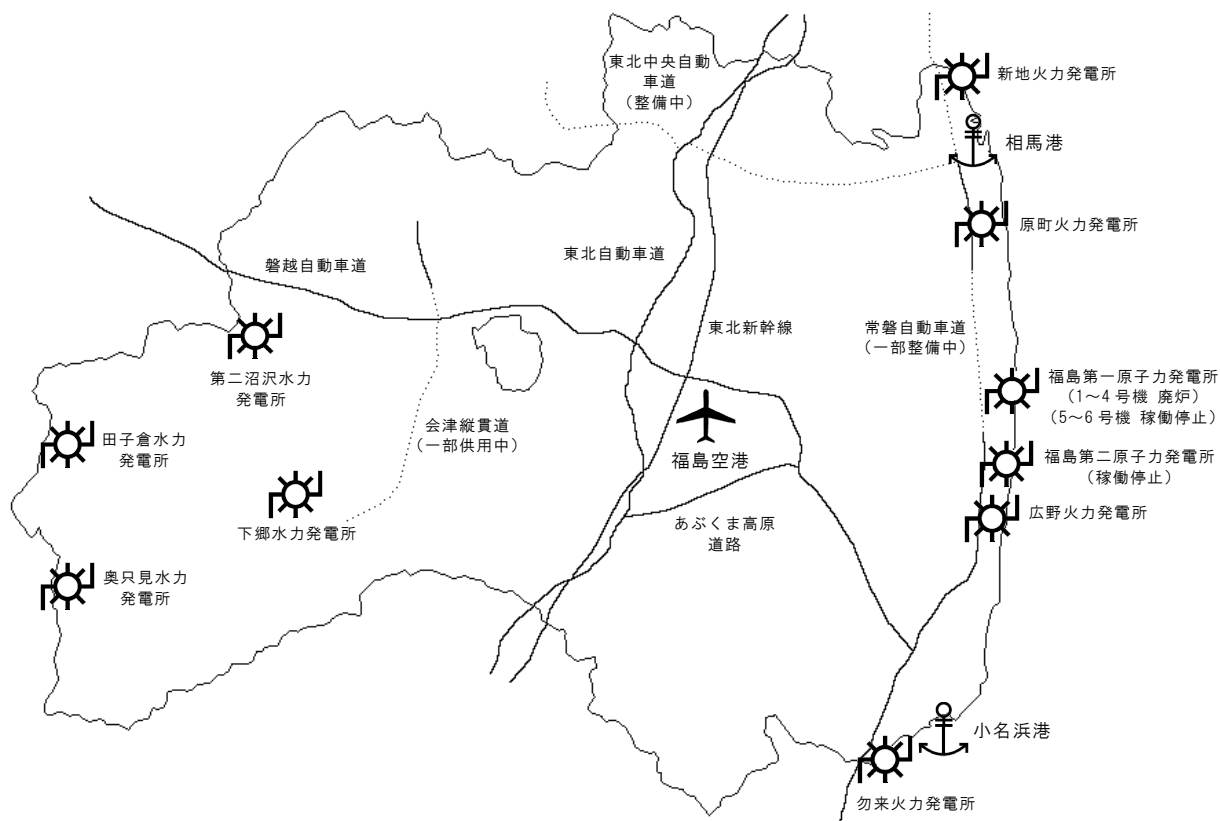 東北中央自動
車道
（整備中）
新地火力発電所
相馬港
原町火力発電所
磐越自動車道
東北自動車道
東北新幹線
常磐自動車道
（一部整備中）
第二沼沢水力
発電所
福島第一原子力発電所
（1～4号機 廃炉）
（5～6号機 稼働停止）
田子倉水力
発電所
会津縦貫道
（一部供用中）
福島空港
福島第二原子力発電所
（稼働停止）
広野火力発電所
下郷水力発電所
あぶくま高原
道路
奥只見水力
発電所
小名浜港
勿来火力発電所